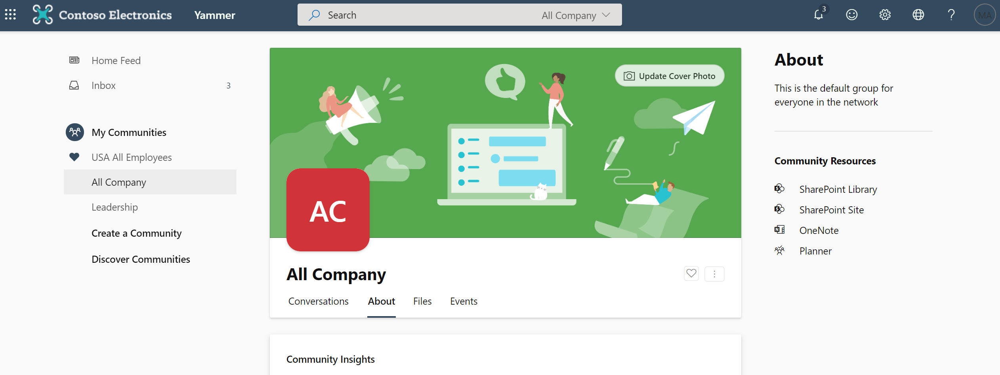 Contoso Electronics
Yammer
Search
All Company
3
MA
Home Feed
Inbox
3
My Communities
USA All Employees
All Company
Leadership
Create a Community
Discover Communities
Update Cover Photo
AC
All Company
Conversations
About
Files
Events
Community Insights
About
This is the default group for
everyone in the network
Community Resources
SharePoint Library
SharePoint Site
OneNote
Planner